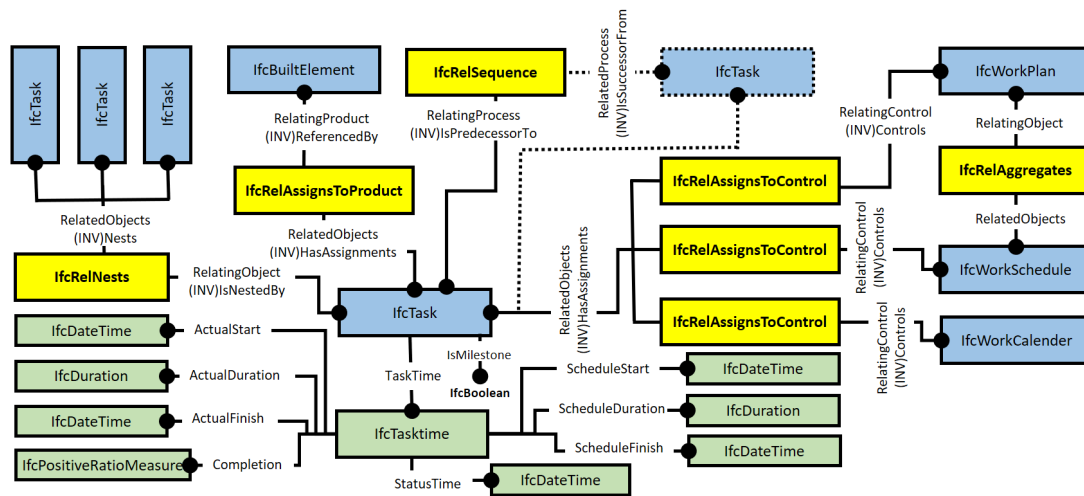 IfcTask
IfcTask
IfcTask
IfcBuiltElement
IfcRelSequence
RelatedProcess
(INV)IsSuccessorFrom
IfcTask
IfcWorkPlan
RelatingProduct
(INV)ReferencedBy
RelatingProcess
(INV)IsPredecessorTo
RelatingControl
(INV)Controls
RelatingObject
IfcRelAssignsToProduct
IfcRelAssignsToControl
IfcRelAggregates
RelatedObjects
(INV)Nests
RelatedObjects
(INV)HasAssignments
RelatedObjects
IfcRelNests
RelatingObject
(INV)IsNestedBy
RelatedObjects
(INV)HasAssignments
IfcRelAssignsToControl
RelatingControl
(INV)Controls
IfcWorkSchedule
IfcTask
IfcRelAssignsToControl
RelatingControl
(INV)Controls
IfcWorkCalender
IfcDateTime
ActualStart
IsMilestone
IfcBoolean
TaskTime
ScheduleStart
IfcDateTime
IfcDuration
ActualDuration
ScheduleDuration
IfcDuration
IfcDateTime
ActualFinish
IfcTasktime
ScheduleFinish
IfcDateTime
IfcPositiveRatioMeasure
Completion
StatusTime
IfcDateTime